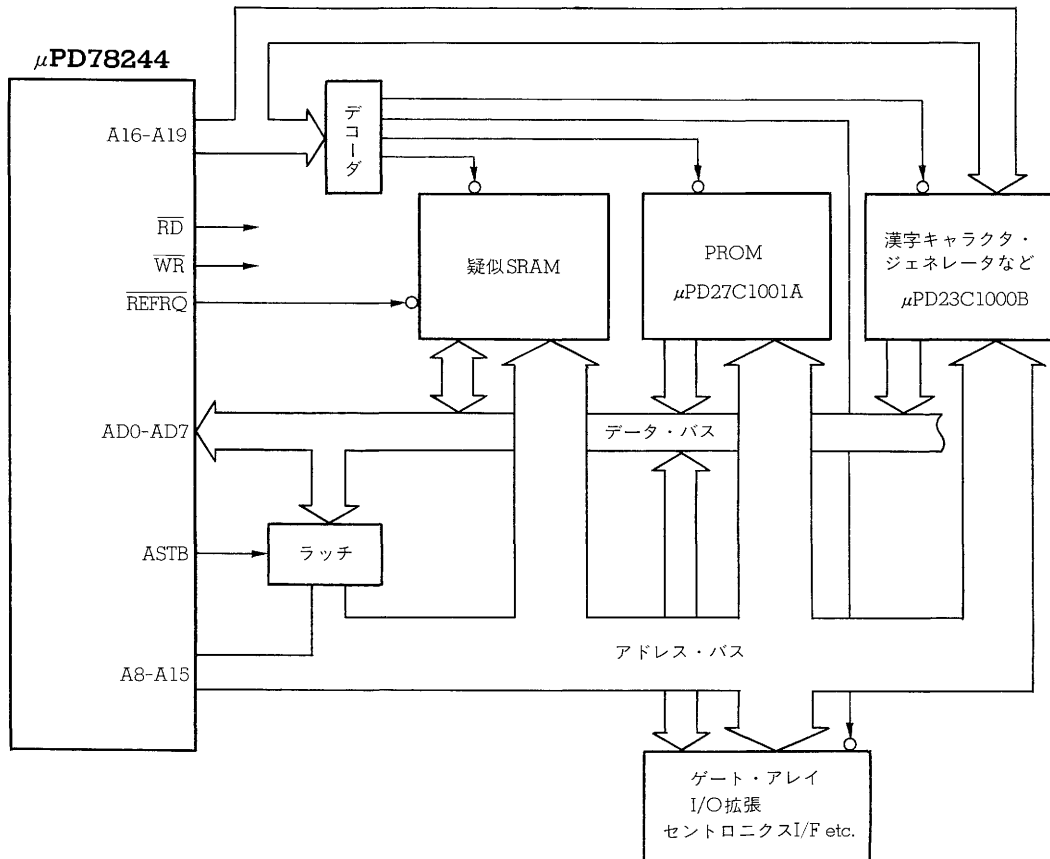 μPD78244
A16-A19
デコーダ
RD
WR
REFRQ
疑似SRAM
PROM
μPD27C1001A
漢字キャラクタ・
ジェネレータなど
μPD23C1000B
AD0-AD7
データ・バス
ASTB
ラッチ
アドレス・バス
A8-A15
ゲート・アレイ
I/O拡張
セントロニクスI/F etc.